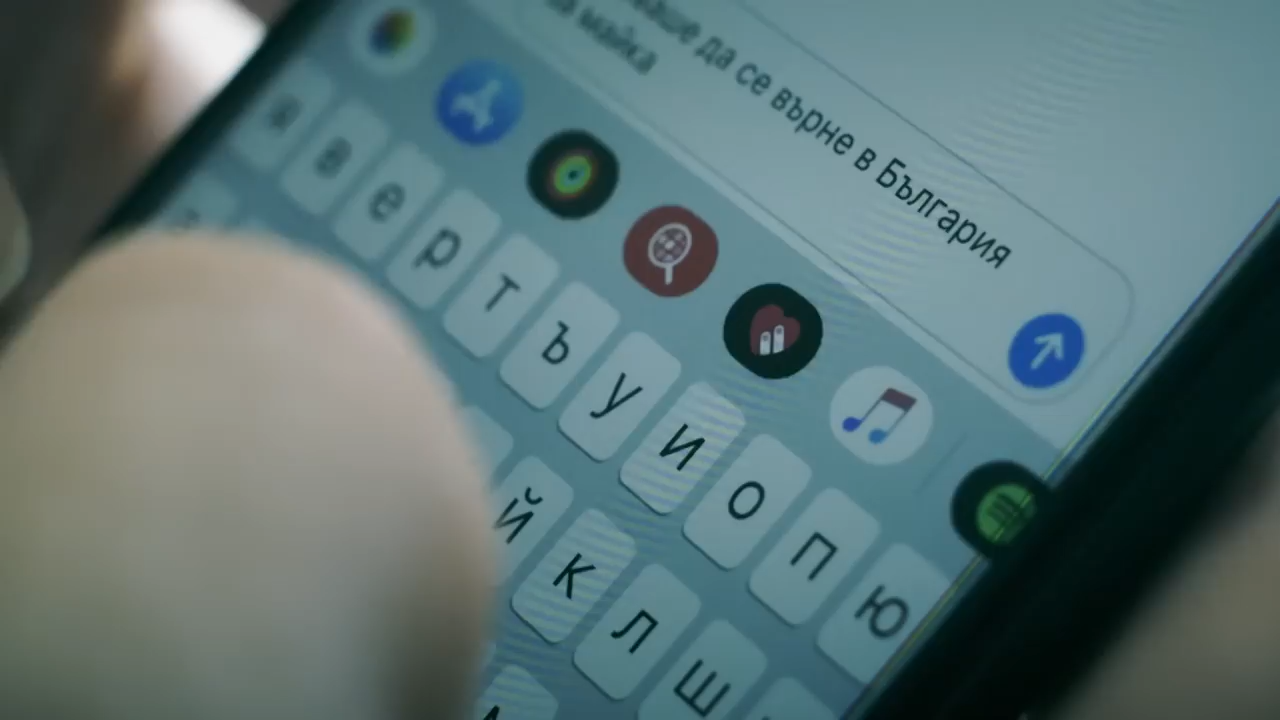 да се върне в България
майка
я в е р т ъ у и о п ю
й к л ш